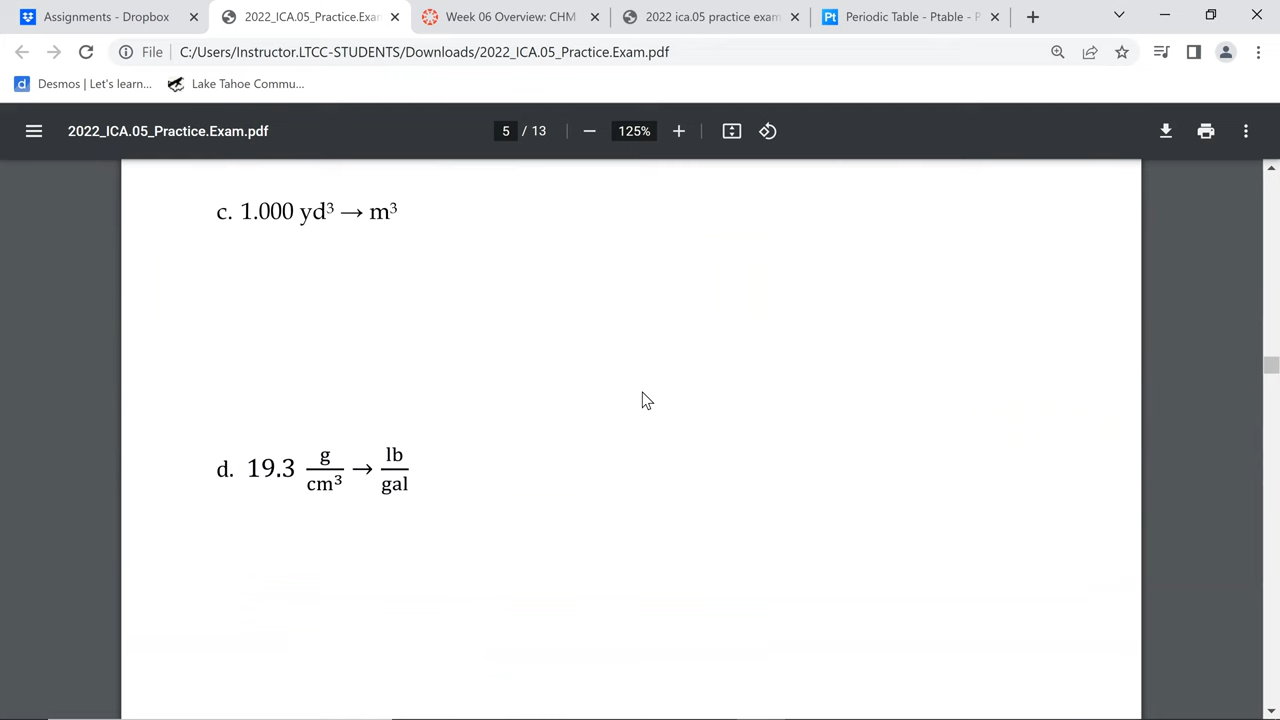 Assignments - Dropbox
2022_ICA.05_Practice.Exa
Week 06 Overview: CHM
2022 ica.05 practice exam
Pt Periodic Table - Ptable - P
File C:/Users/Instructor.LTCC-STUDENTS/Downloads/2022_ICA.05_Practice.Exam.pdf
d Desmos | Let's learn...
Lake Tahoe Commu...
2022_ICA.05_Practice.Exam.pdf
5 / 13
125%
c. 1.000 yd³ → m³
d. 19.3 g/cm³ → lb/gal